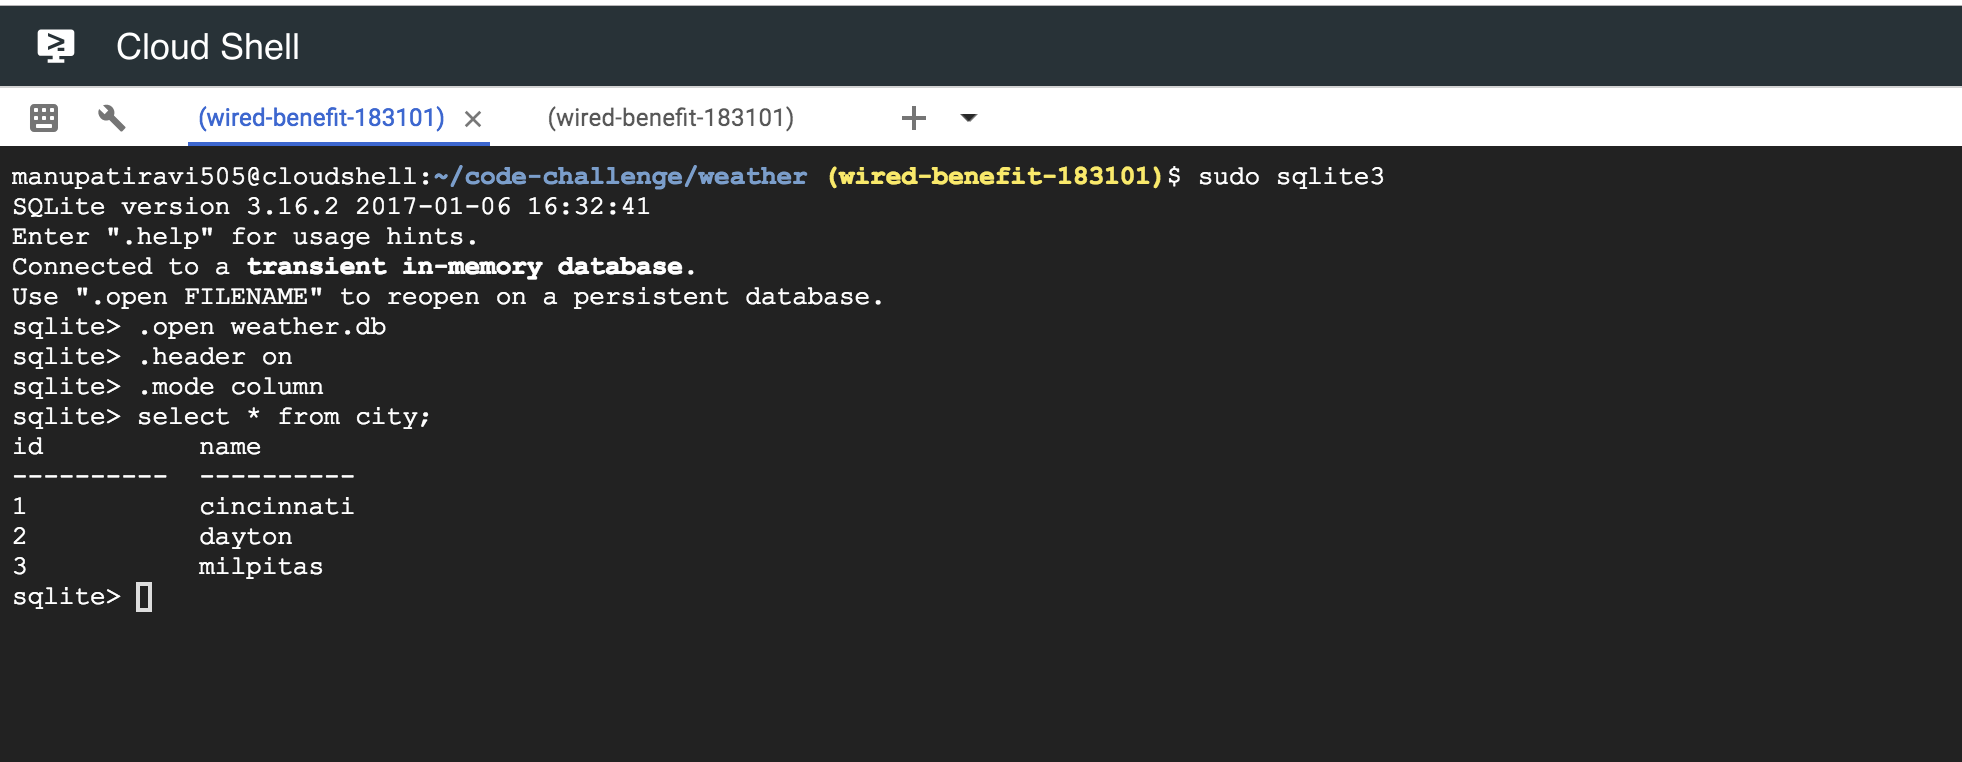 Cloud Shell
(wired-benefit-183101) (wired-benefit-183101)
manupatiravi505@cloudshell:~/code-challenge/weather (wired-benefit-183101)$ sudo sqlite3
SQLite version 3.16.2 2017-01-06 16:32:41
Enter ".help" for usage hints.
Connected to a transient in-memory database.
Use ".open FILENAME" to reopen on a persistent database.
sqlite> .open weather.db
sqlite> .header on
sqlite> .mode column
sqlite> select * from city;
id          name
----------  ----------
1           cincinnati
2           dayton
3           milpitas
sqlite>